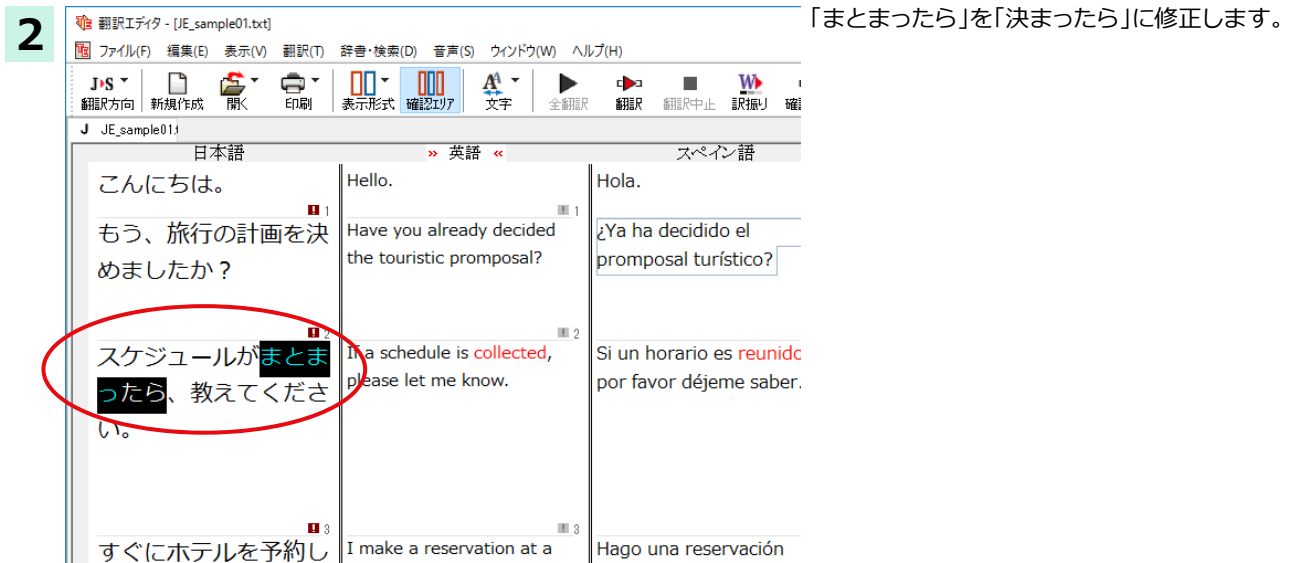 2
翻訳エディタ - [JE_sample01.txt]
「まとまったら」を「決まったら」に修正します。
ファイル(F) 編集(E) 表示(V) 翻訳(T) 辞書・検索(D) 音声(S) ウィンドウ(W) ヘルプ(H)
J▸S
翻訳方向 新規作成 開く 印刷 表示形式 確認エリア 文字 全翻訳 翻訳 翻訳中止 訳振り
J JE_sample01.
日本語 » 英語 « スペイン語
こんにちは。
Hello.
Hola.
1
1
もう、旅行の計画を決
めましたか?
Have you already decided
the touristic promposal?
¿Ya ha decidido el
promposal turístico?
2
2
スケジュールがまとま
ったら、教えてくださ
い。
If a schedule is collected,
please let me know.
Si un horario es reunido
por favor déjeme saber.
3
3
すぐにホテルを予約し
I make a reservation at a
Hago una reservación